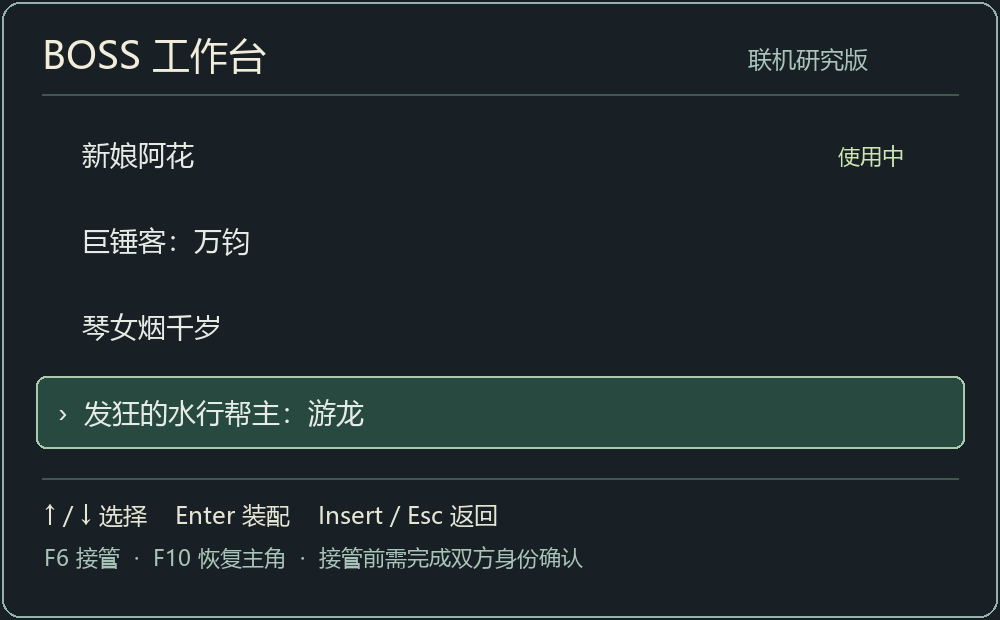 BOSS 工作台
联机研究版
新娘阿花
使用中
巨锤客：万钧
琴女烟千岁
› 发狂的水行帮主：游龙
↑/↓选择 Enter 装配 Insert / Esc 返回
F6 接管 · F10 恢复主角 · 接管前需完成双方身份确认